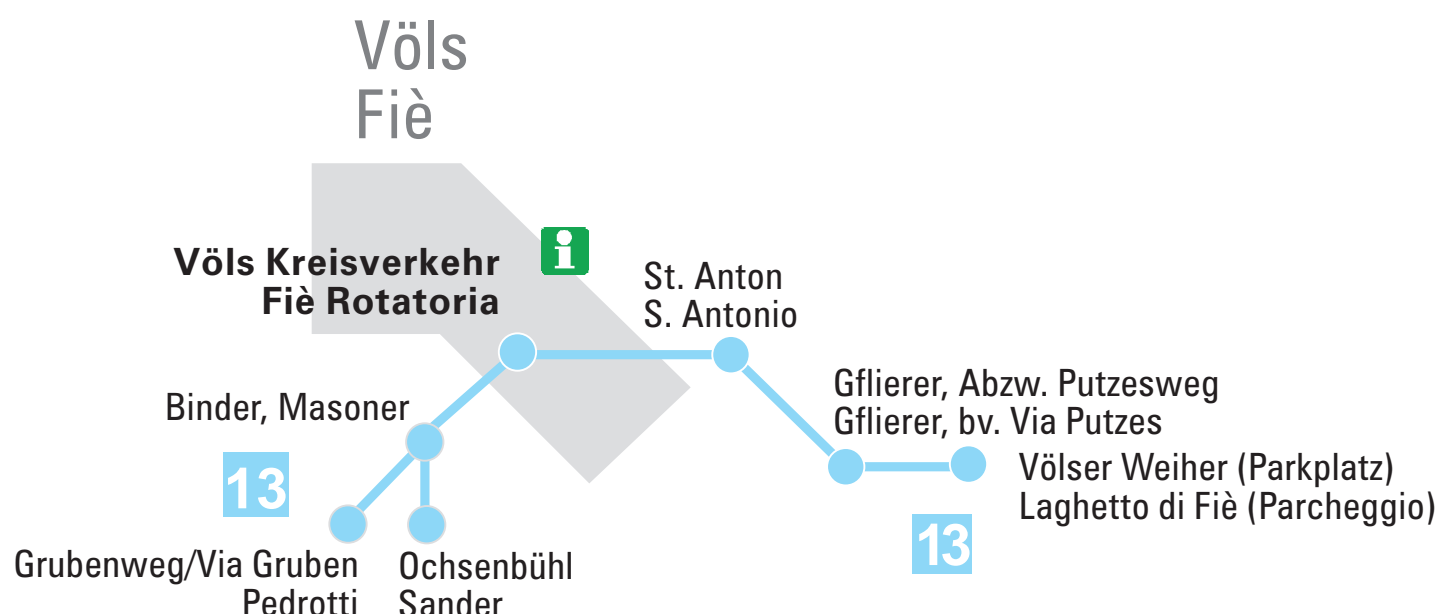 Völs
Fiè
Völs Kreisverkehr
Fiè Rotatoria
i
St. Anton
S. Antonio
Gflierer, Abzw. Putzesweg
Gflierer, bv. Via Putzes
Binder, Masoner
Völser Weiher (Parkplatz)
Laghetto di Fiè (Parcheggio)
13
13
Grubenweg/Via Gruben
Pedrotti
Ochsenbühl
Sander